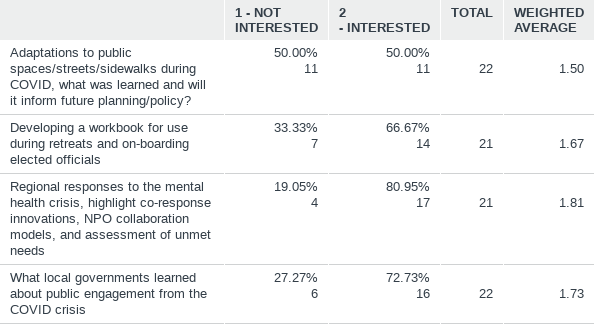 1 - NOT INTERESTED 2 - INTERESTED TOTAL WEIGHTED AVERAGE
Adaptations to public 50.00% 50.00%
spaces/streets/sidewalks during 11 11 22 1.50
COVID, what was learned and will
it inform future planning/policy?
Developing a workbook for use 33.33% 66.67%
during retreats and on-boarding 7 14 21 1.67
elected officials
Regional responses to the mental 19.05% 80.95%
health crisis, highlight co-response 4 17 21 1.81
innovations, NPO collaboration
models, and assessment of unmet
needs
What local governments learned 27.27% 72.73%
about public engagement from the 6 16 22 1.73
COVID crisis